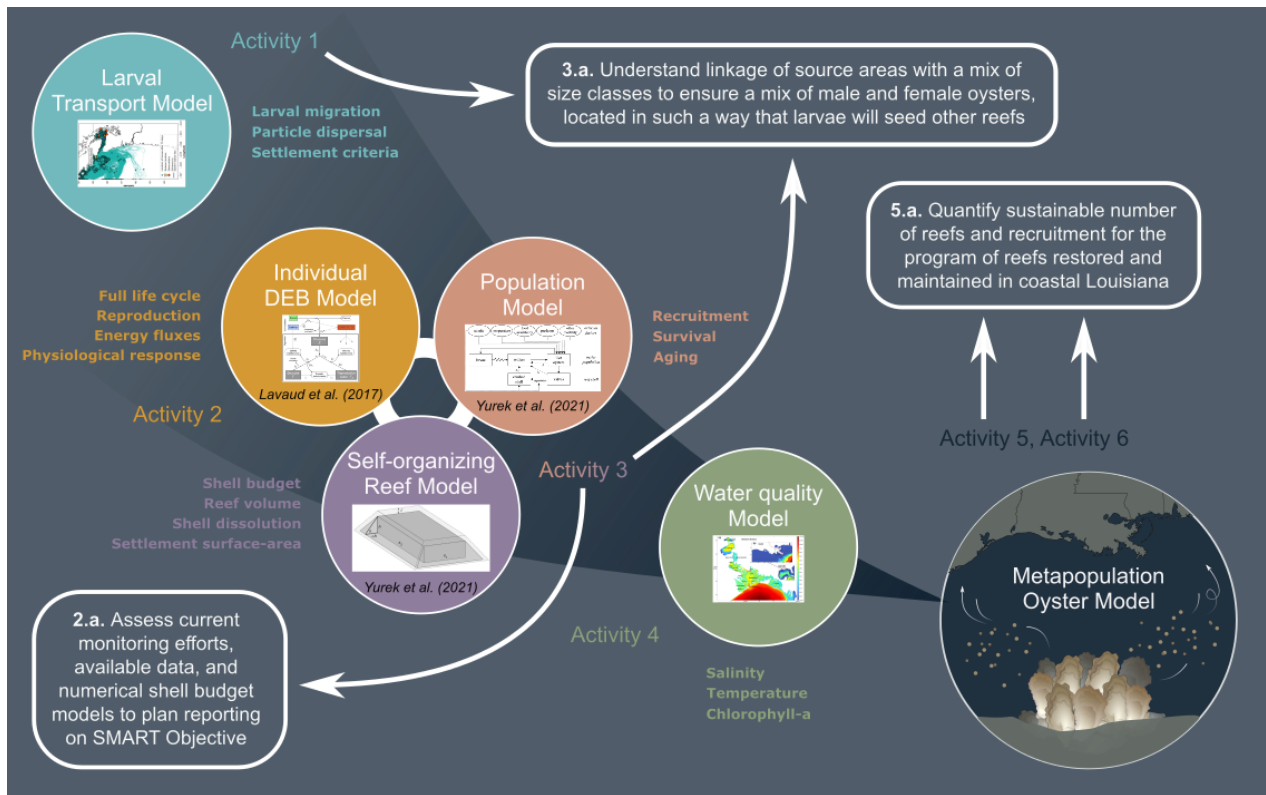 Activity 1
Larval
Transport Model
Larval migration
Particle dispersal
Settlement criteria
3.a. Understand linkage of source areas with a mix of
size classes to ensure a mix of male and female oysters,
located in such a way that larvae will seed other reefs
5.a. Quantify sustainable number
of reefs and recruitment for the
program of reefs restored and
maintained in coastal Louisiana
Individual
DEB Model
Lavaud et al. (2017)
Full life cycle
Reproduction
Energy fluxes
Physiological response
Activity 2
Population
Model
Yurek et al. (2021)
Recruitment
Survival
Aging
Self-organizing
Reef Model
Yurek et al. (2021)
Shell budget
Reef volume
Shell dissolution
Settlement surface-area
Activity 3
Water quality
Model
Activity 4
Salinity
Temperature
Chlorophyll-a
Activity 5, Activity 6
Metapopulation
Oyster Model
2.a. Assess current
monitoring efforts,
available data, and
numerical shell budget
models to plan reporting
on SMART Objective